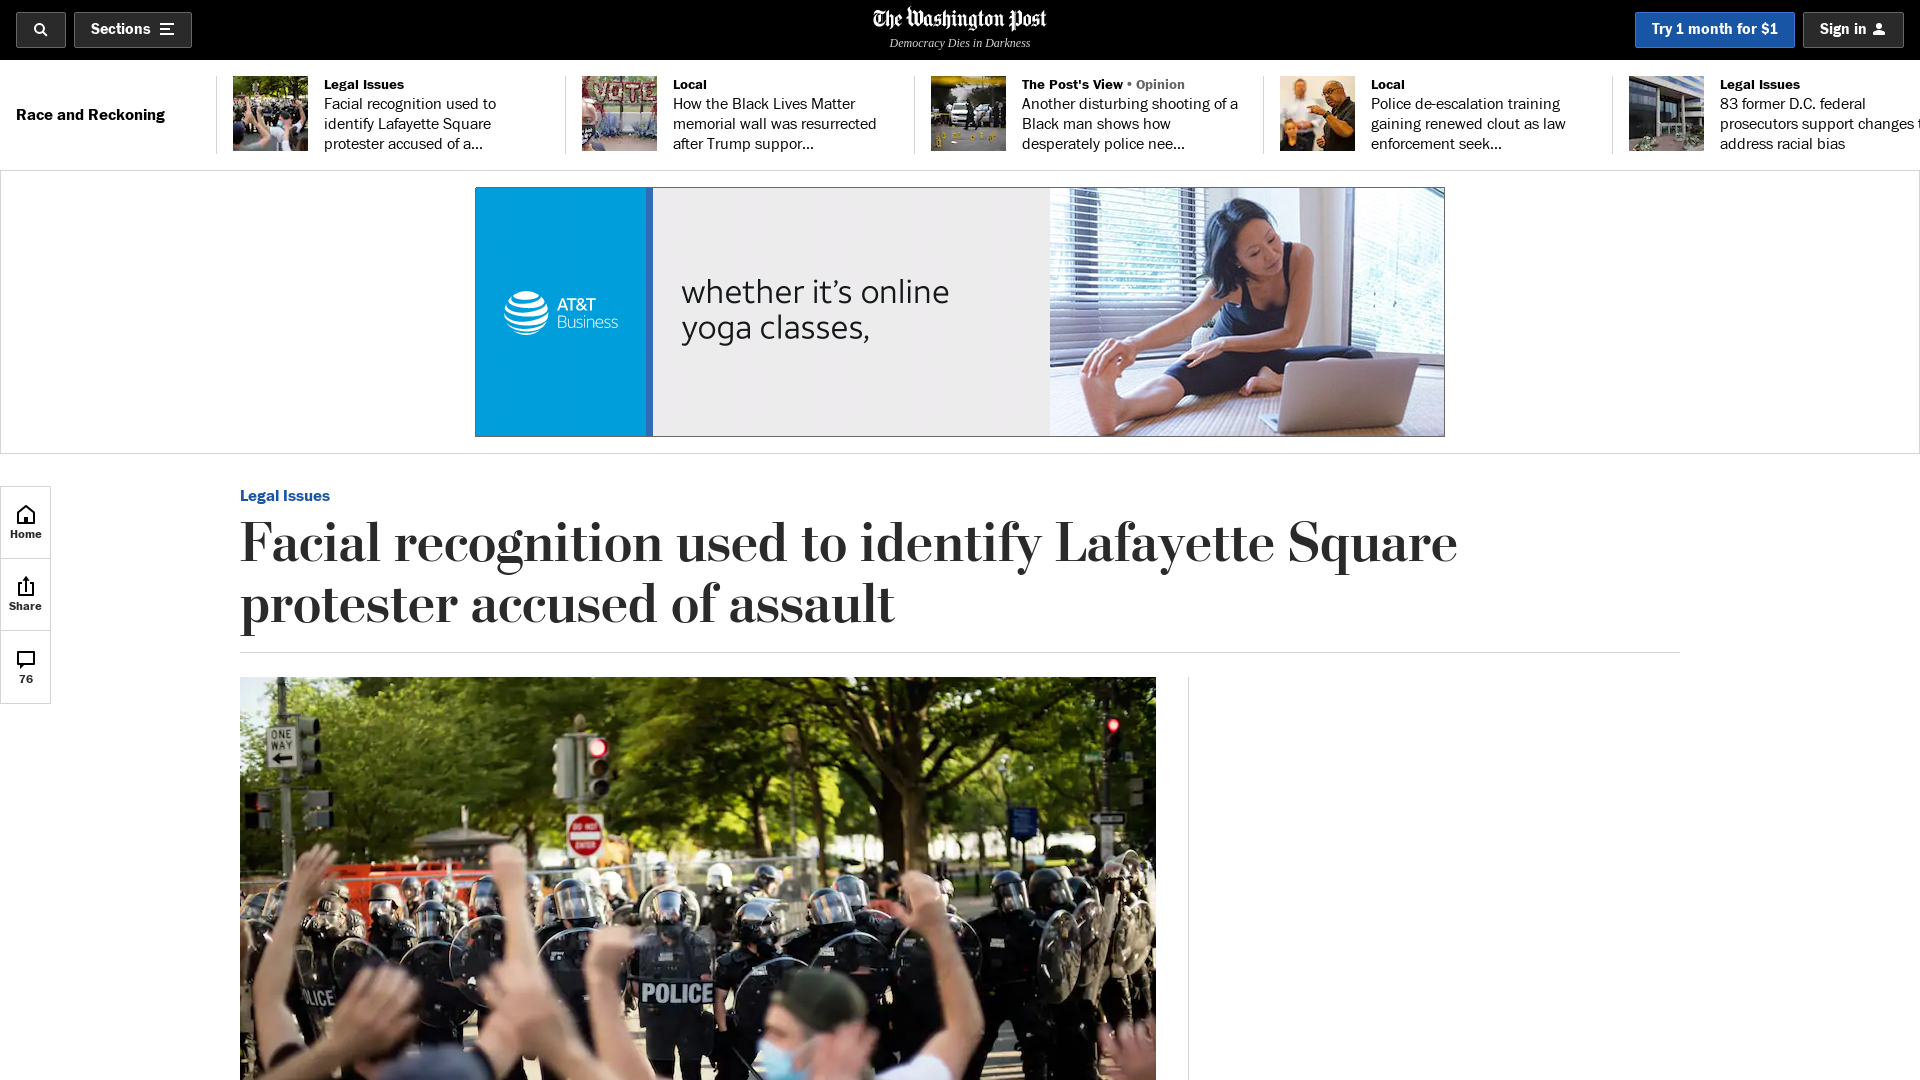 Sections
The Washington Post
Democracy Dies in Darkness
Try 1 month for $1
Sign in
Race and Reckoning
Legal Issues
Facial recognition used to
identify Lafayette Square
protester accused of a...
Local
How the Black Lives Matter
memorial wall was resurrected
after Trump suppor...
The Post's View • Opinion
Another disturbing shooting of a
Black man shows how
desperately police nee...
Local
Police de-escalation training
gaining renewed clout as law
enforcement seek...
Legal Issues
83 former D.C. federal
prosecutors support changes t
address racial bias
VOTE
AT&T
Business
whether it's online
yoga classes,
Home
Share
76
Legal Issues
Facial recognition used to identify Lafayette Square
protester accused of assault
ONE
WAY
DO NOT
ENTER
POLICE
POLICE